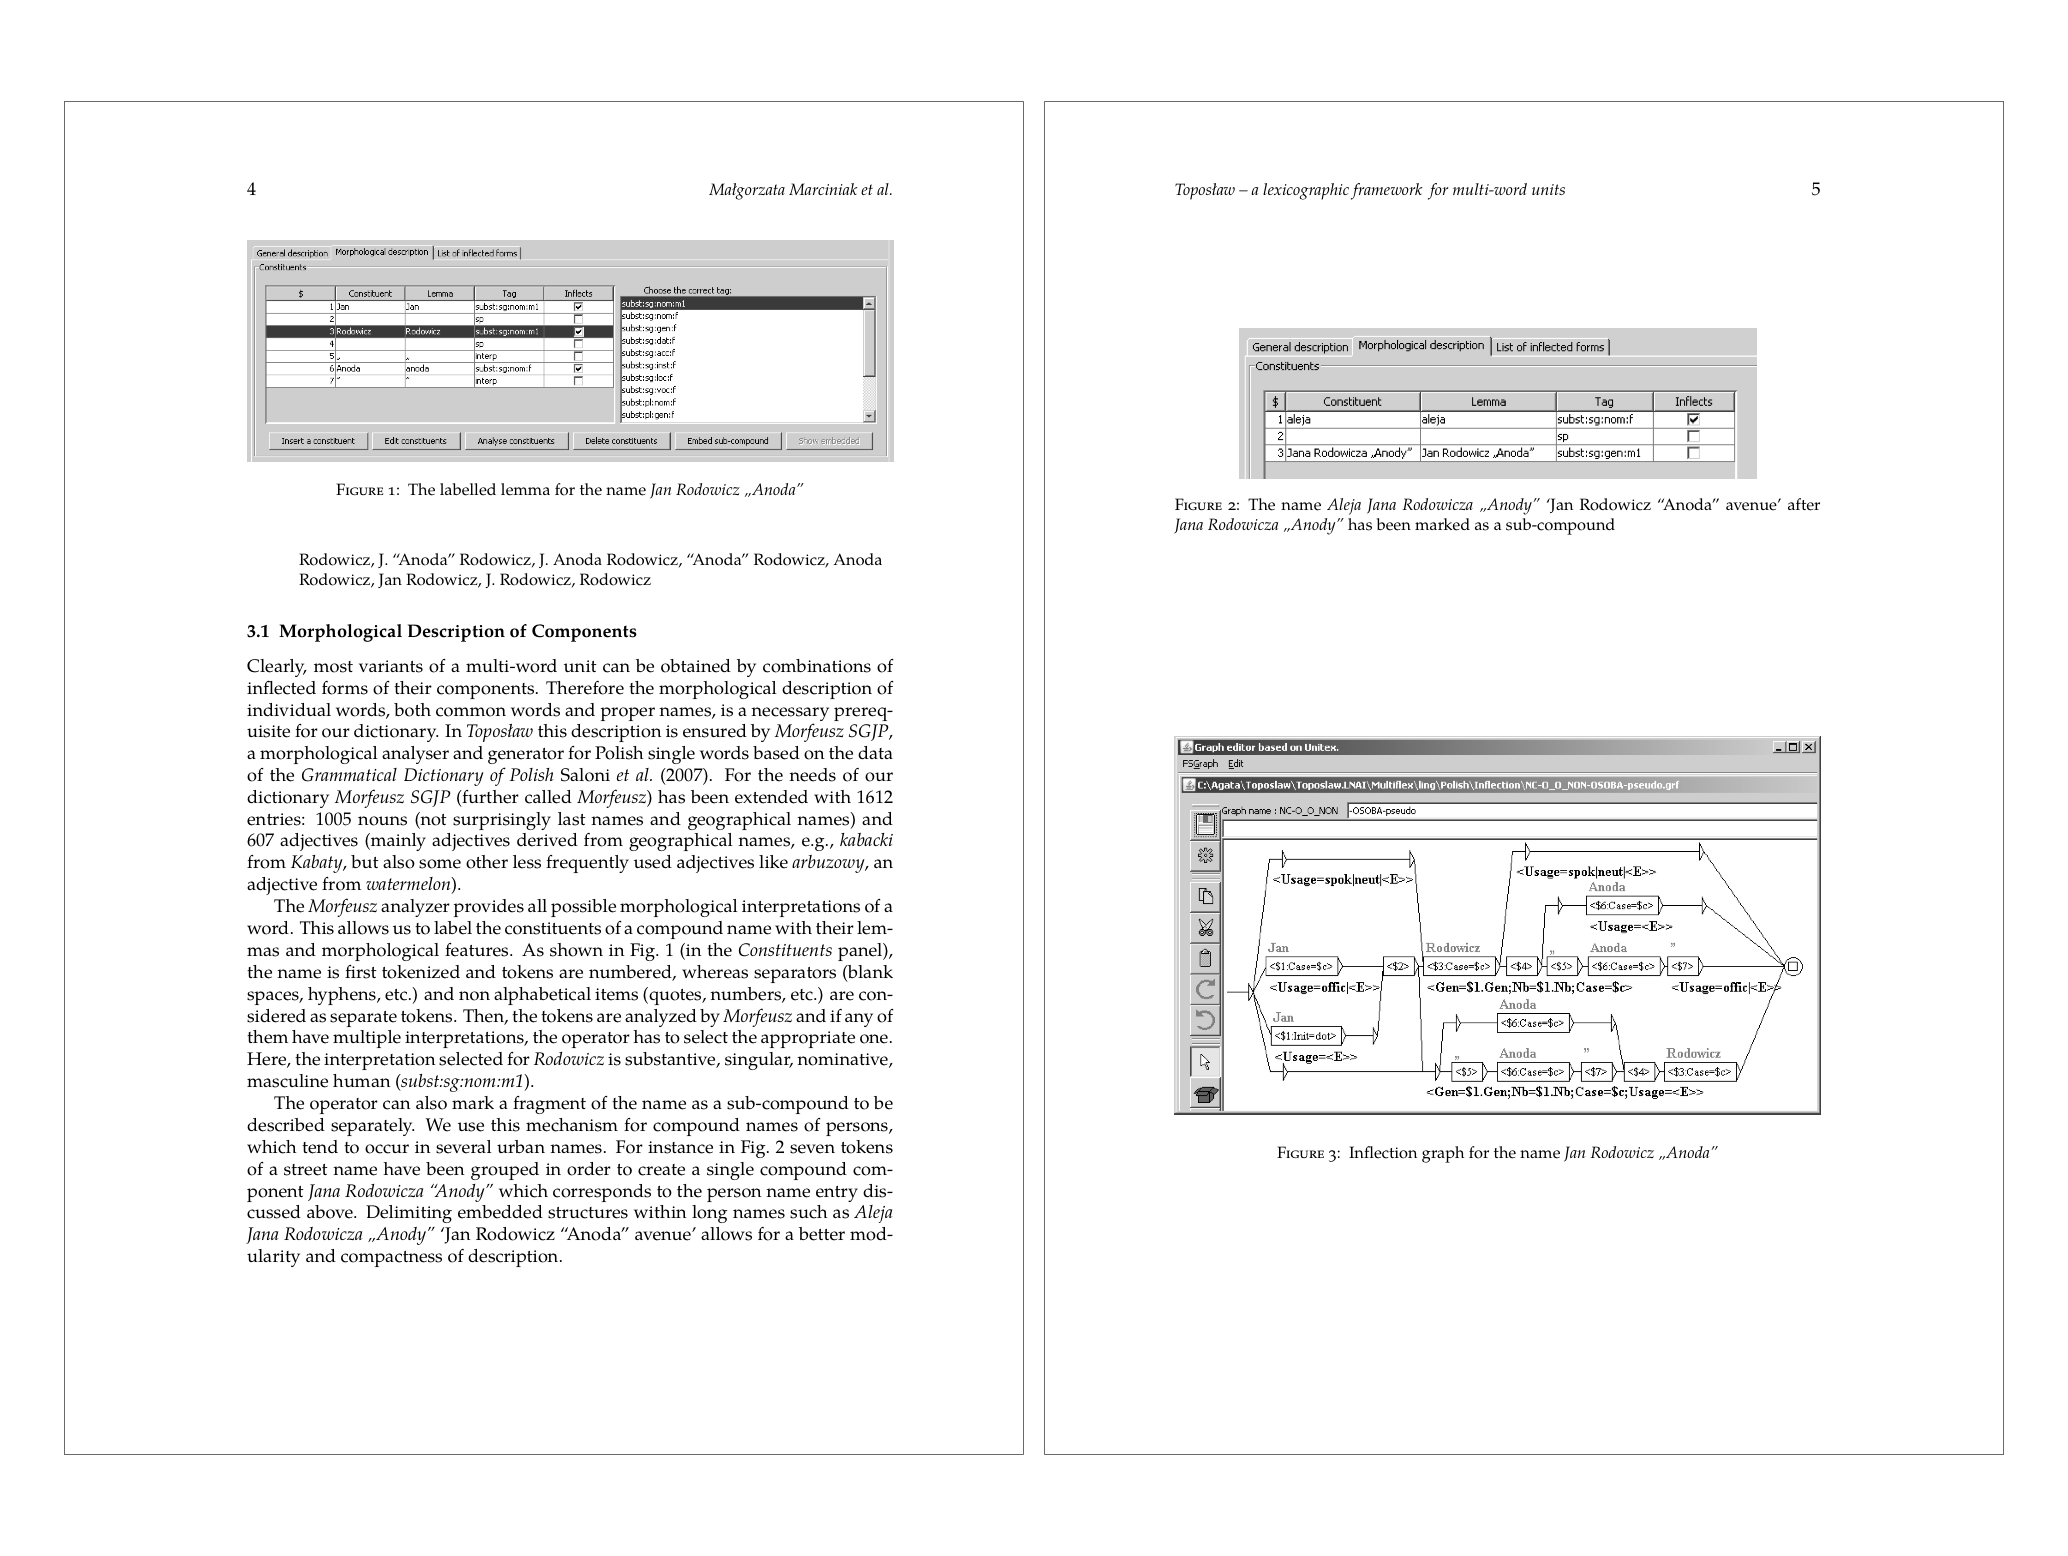 4 Małgorzata Marciniak et al.
General description Morphological description List of inflected forms
Constituents
$ Constituent Lemma Tag Inflects
1 Jan Jan subst:sg:nom:m1
2 sp
3 Rodowicz Rodowicz subst:sg:nom:m1
4 sp
5 „ „ interp
6 Anoda anoda subst:sg:nom:f
7 ” ” interp
Choose the correct tag:
subst:sg:nom:m1
subst:sg:nom:f
subst:sg:gen:f
subst:sg:dat:f
subst:sg:acc:f
subst:sg:inst:f
subst:sg:loc:f
subst:sg:voc:f
subst:pl:nom:f
subst:pl:gen:f
Insert a constituent Edit constituents Analyse constituents Delete constituents Embed sub-compound Show embedded
Figure 1: The labelled lemma for the name Jan Rodowicz „Anoda”
Rodowicz, J. “Anoda” Rodowicz, J. Anoda Rodowicz, “Anoda” Rodowicz, Anoda
Rodowicz, Jan Rodowicz, J. Rodowicz, Rodowicz
3.1 Morphological Description of Components
Clearly, most variants of a multi-word unit can be obtained by combinations of
inflected forms of their components. Therefore the morphological description of
individual words, both common words and proper names, is a necessary prereq-
uisite for our dictionary. In Toposław this description is ensured by Morfeusz SGJP,
a morphological analyser and generator for Polish single words based on the data
of the Grammatical Dictionary of Polish Saloni et al. (2007). For the needs of our
dictionary Morfeusz SGJP (further called Morfeusz) has been extended with 1612
entries: 1005 nouns (not surprisingly last names and geographical names) and
607 adjectives (mainly adjectives derived from geographical names, e.g., kabacki
from Kabaty, but also some other less frequently used adjectives like arbuzowy, an
adjective from watermelon).
The Morfeusz analyzer provides all possible morphological interpretations of a
word. This allows us to label the constituents of a compound name with their lem-
mas and morphological features. As shown in Fig. 1 (in the Constituents panel),
the name is first tokenized and tokens are numbered, whereas separators (blank
spaces, hyphens, etc.) and non alphabetical items (quotes, numbers, etc.) are con-
sidered as separate tokens. Then, the tokens are analyzed by Morfeusz and if any of
them have multiple interpretations, the operator has to select the appropriate one.
Here, the interpretation selected for Rodowicz is substantive, singular, nominative,
masculine human (subst:sg:nom:m1).
The operator can also mark a fragment of the name as a sub-compound to be
described separately. We use this mechanism for compound names of persons,
which tend to occur in several urban names. For instance in Fig. 2 seven tokens
of a street name have been grouped in order to create a single compound com-
ponent Jana Rodowicza “Anody” which corresponds to the person name entry dis-
cussed above. Delimiting embedded structures within long names such as Aleja
Jana Rodowicza „Anody” ‘Jan Rodowicz “Anoda” avenue’ allows for a better mod-
ularity and compactness of description.
Toposław – a lexicographic framework for multi-word units 5
General description Morphological description List of inflected forms
Constituents
$ Constituent Lemma Tag Inflects
1 aleja aleja subst:sg:nom:f
2 sp
3 Jana Rodowicza „Anody” Jan Rodowicz „Anoda” subst:sg:gen:m1
Figure 2: The name Aleja Jana Rodowicza „Anody” ‘Jan Rodowicz “Anoda” avenue’ after
Jana Rodowicza „Anody” has been marked as a sub-compound
Graph editor based on Unitex.
FSGraph Edit
C:\Agata\Toposlaw\Toposlaw.LNAI\Multiflex\ling\Polish\Inflection\NC-O_O_NON-OSOBA-pseudo.grf
Graph name : NC-O_O_NON -OSOBA-pseudo
<Usage=spok|neut|<E>> <Usage=spok|neut|<E>>
Anoda
<$6:Case=$c>
<Usage=<E>>
Jan Rodowicz „ Anoda ”
<$1:Case=$c> <$2> <$3:Case=$c> <$4> <$5> <$6:Case=$c> <$7>
<Usage=offic|<E>> <Gen=$1.Gen;Nb=$1.Nb;Case=$c> <Usage=offic|<E>>
Anoda
Jan <$6:Case=$c>
<$1:Init=dot>
<Usage=<E>> „ Anoda ” Rodowicz
<$5> <$6:Case=$c> <$7> <$4> <$3:Case=$c>
<Gen=$1.Gen;Nb=$1.Nb;Case=$c;Usage=<E>>
Figure 3: Inflection graph for the name Jan Rodowicz „Anoda”